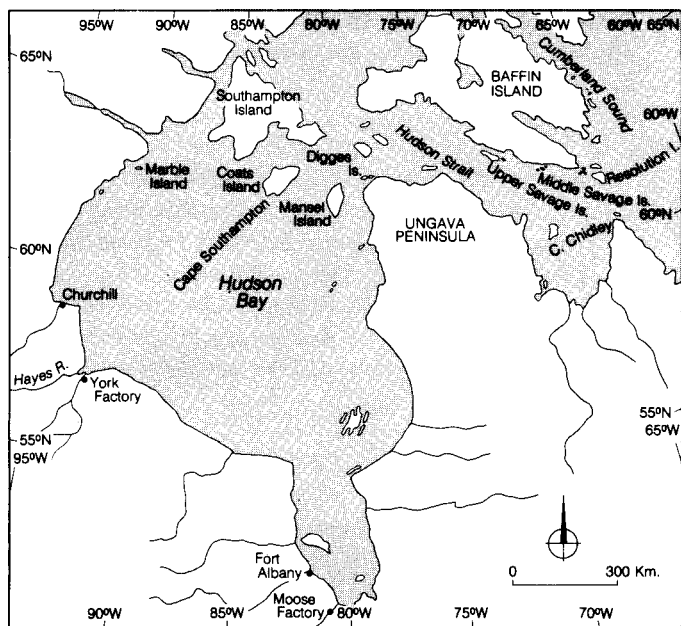 90°W
85°W
80°W
75°W
70°W
65°W
60°W
65°N
65°N
BAFFIN
ISLAND
Cumberland Sound
Southampton
Island
60°W
Marble
Island
Coats
Island
Digges
Is.
Hudson Strait
Upper Savage Is.
Middle Savage Is.
Resolution I.
Mansel
Island
Cape Southampton
UNGAVA
PENINSULA
C. Chidley
60°N
60°N
Hudson
Bay
Churchill
Hayes R.
York
Factory
55°N
95°W
55°N
65°W
Fort
Albany
Moose
Factory
0
300 Km.
90°W
85°W
80°W
75°W
70°W